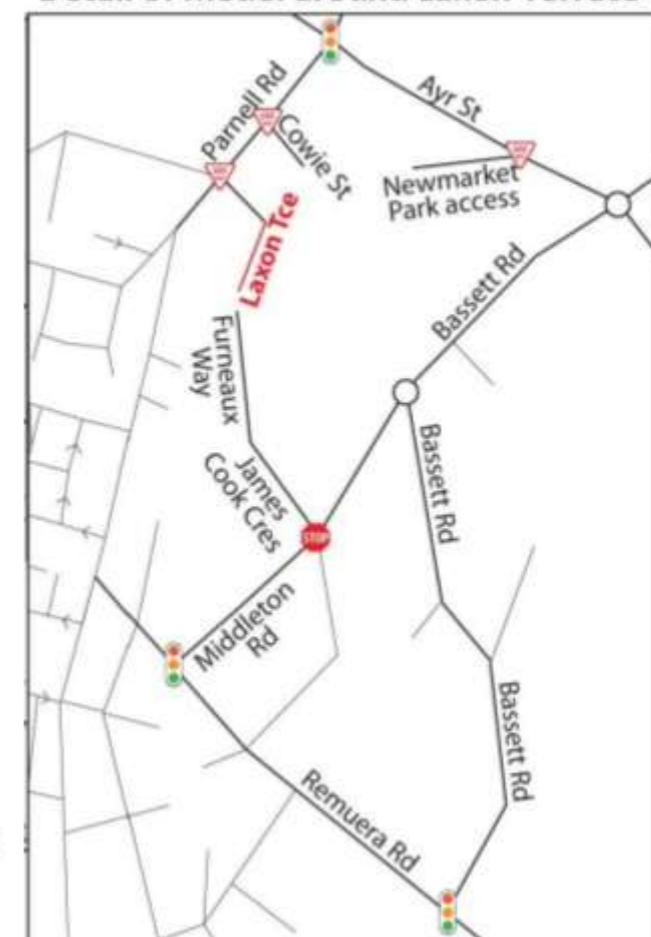 Parnell Rd
Ayr St
Cowie St
Newmarket
Park access
Laxon Tce
Bassett Rd
Furneaux
Way
Bassett Rd
James
Cook Cres
STOP
Middleton
Rd
Bassett Rd
Remuera Rd